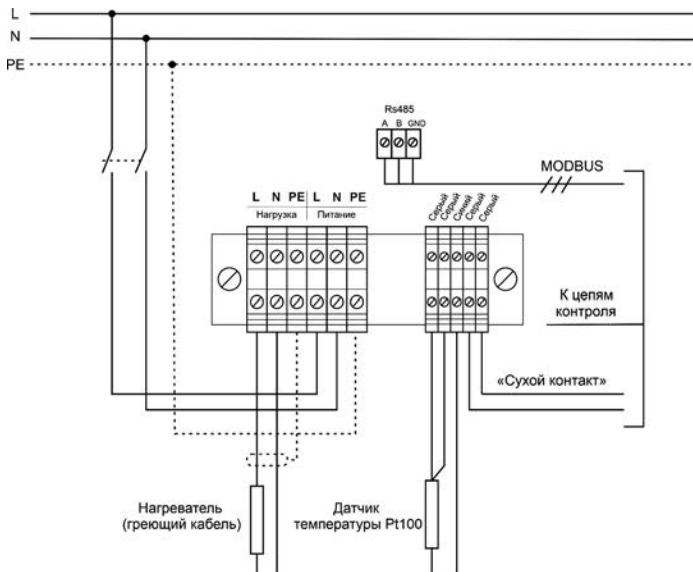 L
N
PE
Rs485
A B GND
MODBUS
L N PE L N PE
Нагрузка Питание
Серый Серый Синий Серый Серый
К цепям
контроля
«Сухой контакт»
Нагреватель
(греющий кабель)
Датчик
температуры Pt100